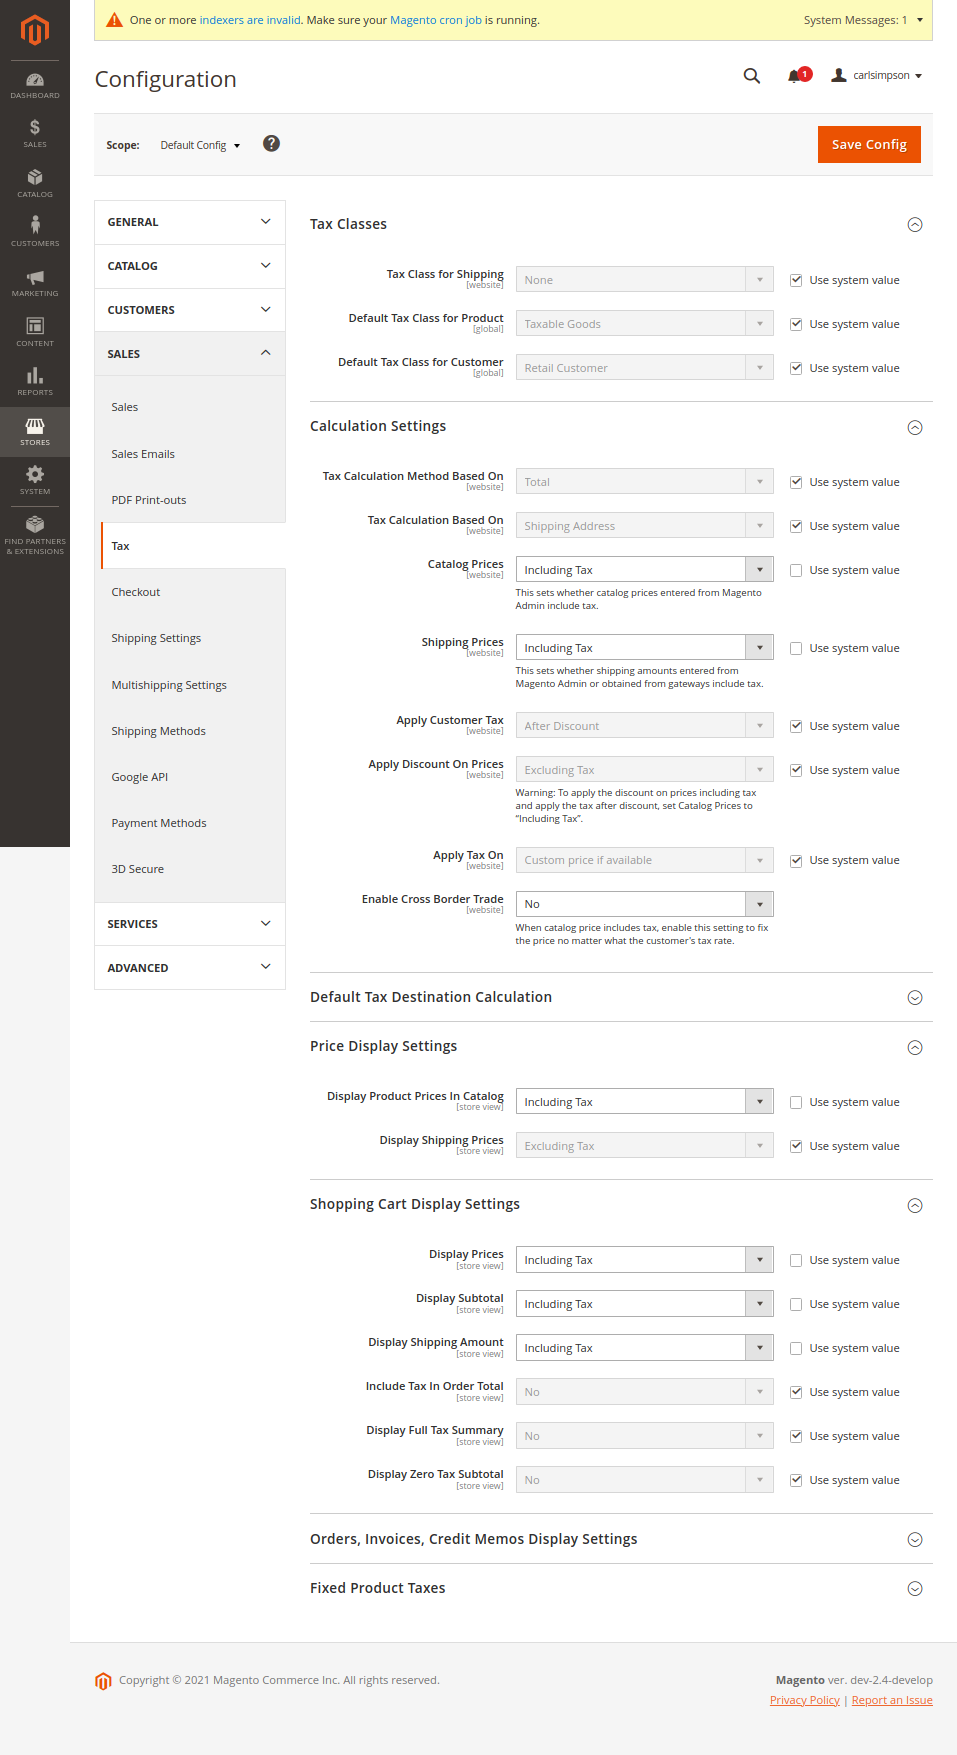 One or more indexers are invalid. Make sure your Magento cron job is running.
System Messages: 1
Configuration
1
carlsimpson
Scope:
Default Config
?
Save Config
DASHBOARD
$
SALES
CATALOG
CUSTOMERS
MARKETING
CONTENT
REPORTS
STORES
SYSTEM
FIND PARTNERS
& EXTENSIONS
GENERAL
CATALOG
CUSTOMERS
SALES
Sales
Sales Emails
PDF Print-outs
Tax
Checkout
Shipping Settings
Multishipping Settings
Shipping Methods
Google API
Payment Methods
3D Secure
SERVICES
ADVANCED
Tax Classes
Tax Class for Shipping
[website]
None
Use system value
Default Tax Class for Product
[global]
Taxable Goods
Use system value
Default Tax Class for Customer
[global]
Retail Customer
Use system value
Calculation Settings
Tax Calculation Method Based On
[website]
Total
Use system value
Tax Calculation Based On
[website]
Shipping Address
Use system value
Catalog Prices
[website]
Including Tax
Use system value
This sets whether catalog prices entered from Magento
Admin include tax.
Shipping Prices
[website]
Including Tax
Use system value
This sets whether shipping amounts entered from
Magento Admin or obtained from gateways include tax.
Apply Customer Tax
[website]
After Discount
Use system value
Apply Discount On Prices
[website]
Excluding Tax
Use system value
Warning: To apply the discount on prices including tax
and apply the tax after discount, set Catalog Prices to
“Including Tax”.
Apply Tax On
[website]
Custom price if available
Use system value
Enable Cross Border Trade
[website]
No
When catalog price includes tax, enable this setting to fix
the price no matter what the customer's tax rate.
Default Tax Destination Calculation
Price Display Settings
Display Product Prices In Catalog
[store view]
Including Tax
Use system value
Display Shipping Prices
[store view]
Excluding Tax
Use system value
Shopping Cart Display Settings
Display Prices
[store view]
Including Tax
Use system value
Display Subtotal
[store view]
Including Tax
Use system value
Display Shipping Amount
[store view]
Including Tax
Use system value
Include Tax In Order Total
[store view]
No
Use system value
Display Full Tax Summary
[store view]
No
Use system value
Display Zero Tax Subtotal
[store view]
No
Use system value
Orders, Invoices, Credit Memos Display Settings
Fixed Product Taxes
Copyright © 2021 Magento Commerce Inc. All rights reserved.
Magento ver. dev-2.4-develop
Privacy Policy | Report an Issue